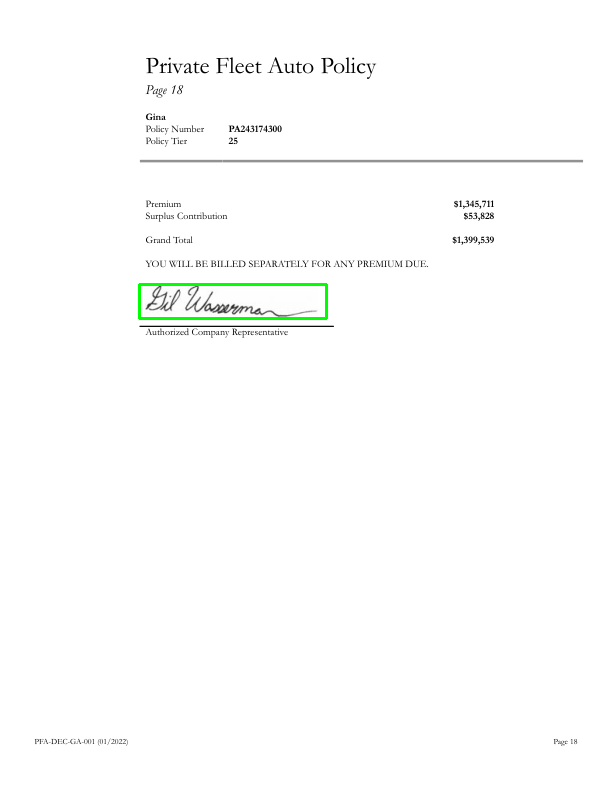 Private Fleet Auto Policy
Page 18
Gina
Policy Number PA243174300
Policy Tier 25
Premium $1,345,711
Surplus Contribution $53,828
Grand Total $1,399,539
YOU WILL BE BILLED SEPARATELY FOR ANY PREMIUM DUE.
Gil Wasserman
Authorized Company Representative
PFA-DEC-GA-001 (01/2022) Page 18